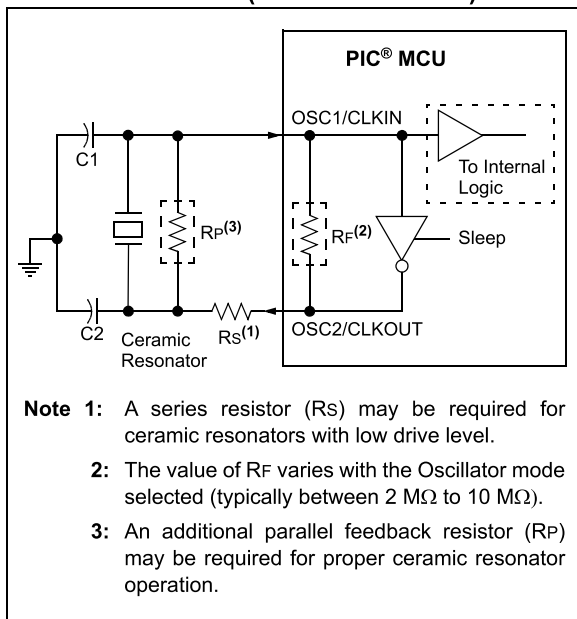 PIC® MCU
OSC1/CLKIN
C1
To Internal
Logic
RP(3)
RF(2)
Sleep
C2
Ceramic
Resonator
RS(1)
OSC2/CLKOUT
Note 1: A series resistor (RS) may be required for
ceramic resonators with low drive level.
2: The value of RF varies with the Oscillator mode
selected (typically between 2 MΩ to 10 MΩ).
3: An additional parallel feedback resistor (RP)
may be required for proper ceramic resonator
operation.